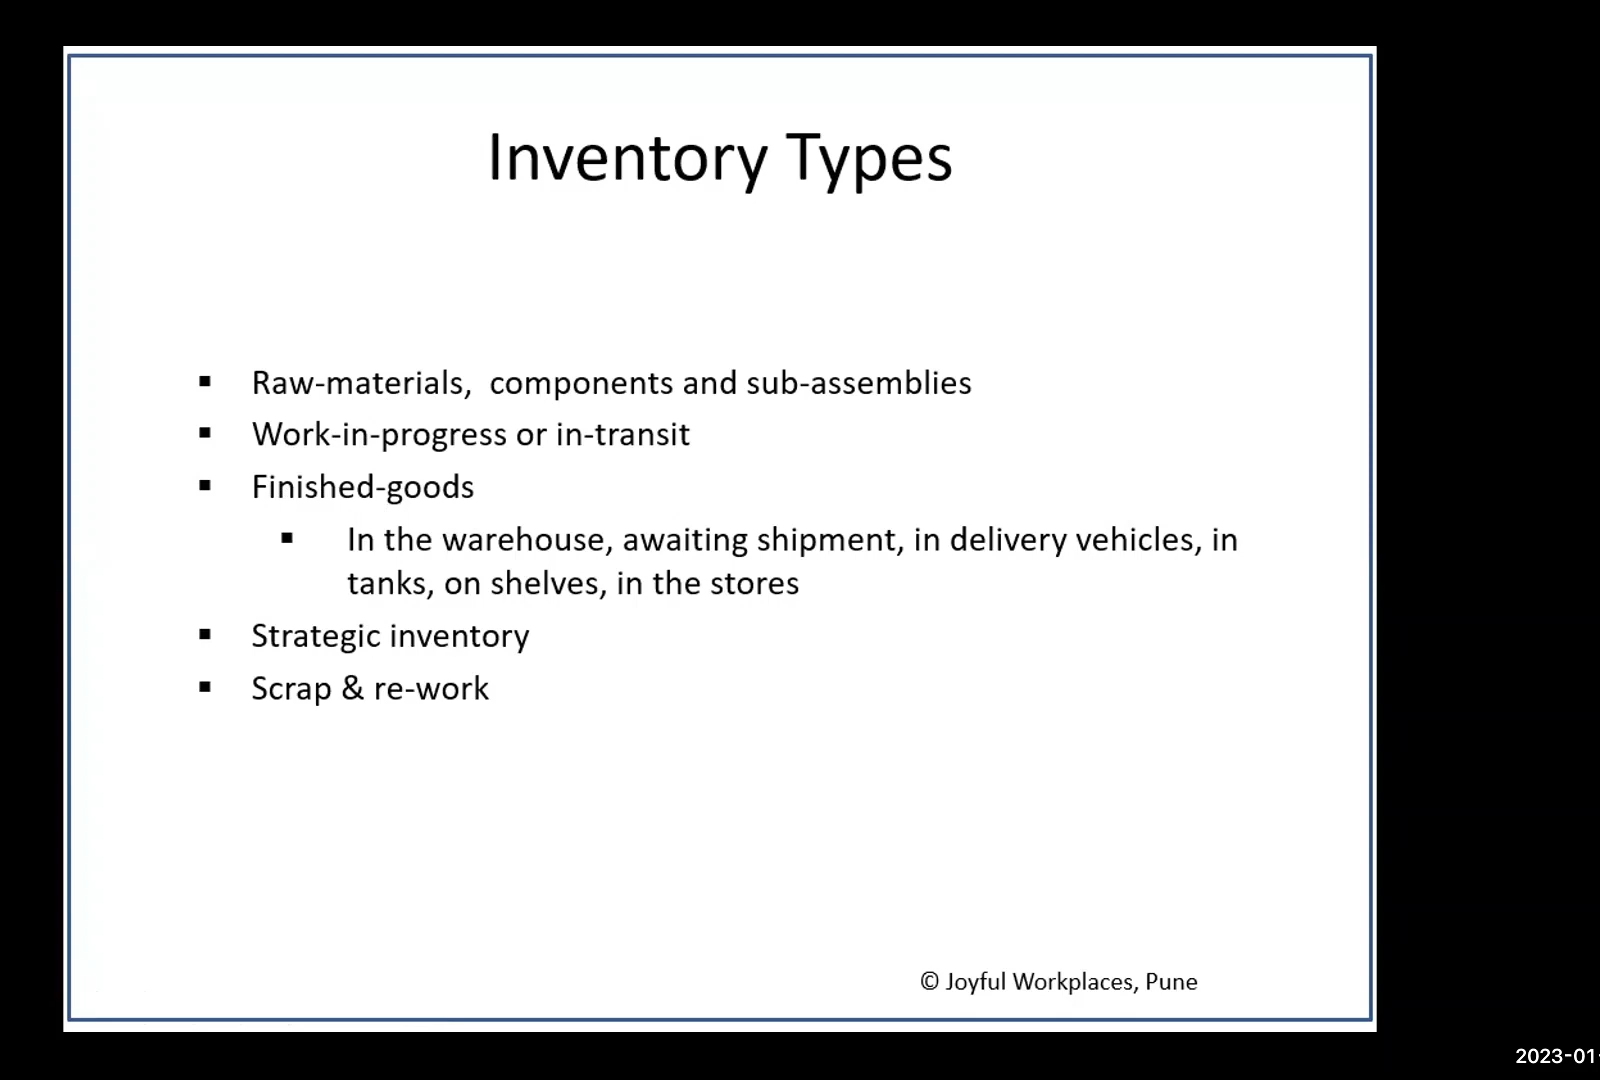 Inventory Types
▪ Raw-materials,  components and sub-assemblies
▪ Work-in-progress or in-transit
▪ Finished-goods
▪ In the warehouse, awaiting shipment, in delivery vehicles, in
tanks, on shelves, in the stores
▪ Strategic inventory
▪ Scrap & re-work
© Joyful Workplaces, Pune
2023-01-